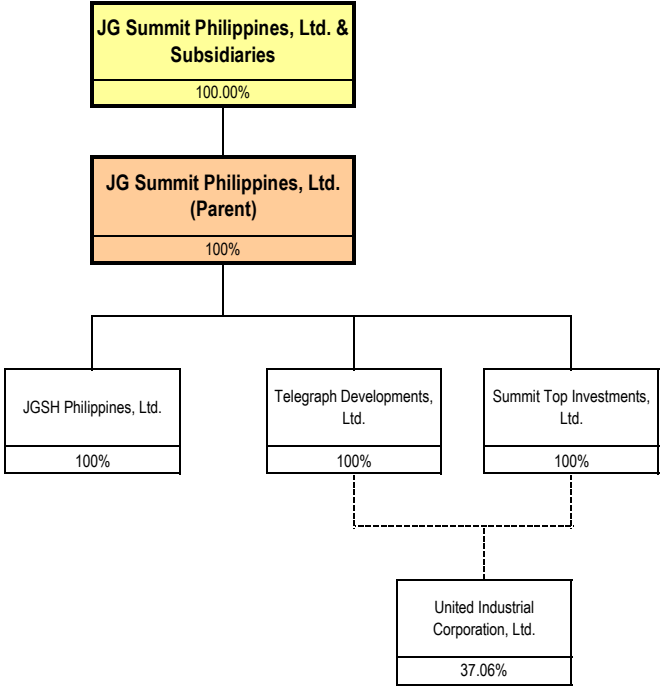 JG Summit Philippines, Ltd. &
Subsidiaries
100.00%
JG Summit Philippines, Ltd.
(Parent)
100%
JGSH Philippines, Ltd.
100%
Telegraph Developments,
Ltd.
100%
Summit Top Investments,
Ltd.
100%
United Industrial
Corporation, Ltd.
37.06%